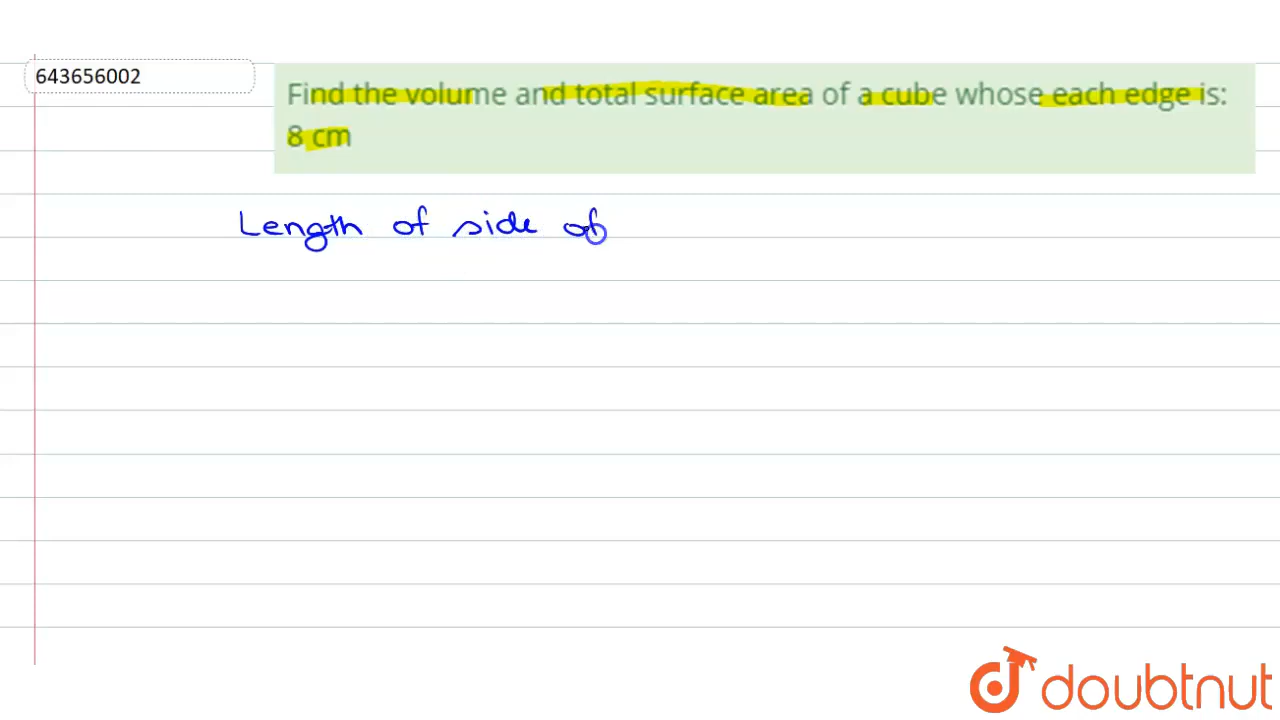 643656002
Find the volume and total surface area of a cube whose each edge is:
8 cm
Length of side of
doubtnut